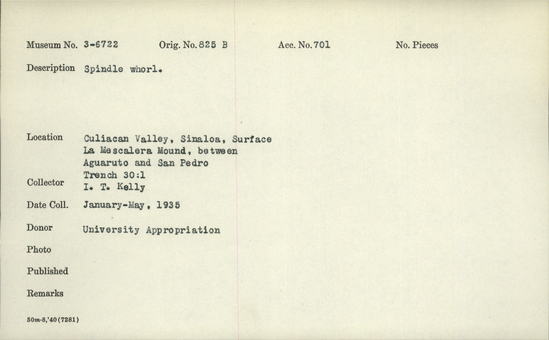 Museum No. 3-6722 Orig. No. 825 B Acc. No. 701 No. Pieces
Description Spindle whorl.
Location Culiacan Valley, Sinaloa, Surface
La Mescalera Mound, between
Aguaruto and San Pedro
Trench 30:1
Collector I. T. Kelly
Date Coll. January-May, 1935
Donor University Appropriation
Photo
Published
Remarks
50m-8,'40(7281)